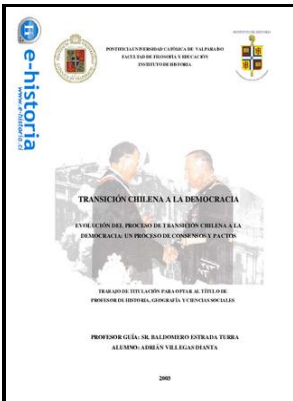 e-historia
www.e-historia.cl
PONTIFICIA UNIVERSIDAD CATÓLICA DE VALPARAÍSO
FACULTAD DE FILOSOFÍA Y EDUCACIÓN
INSTITUTO DE HISTORIA
TRANSICIÓN CHILENA A LA DEMOCRACIA
EVOLUCIÓN DEL PROCESO DE TRANSICIÓN CHILENA A LA
DEMOCRACIA: UN PROCESO DE CONSENSOS Y PACTOS
TRABAJO DE TITULACIÓN PARA OPTAR AL TÍTULO DE
PROFESOR DE HISTORIA, GEOGRAFÍA Y CIENCIAS SOCIALES
PROFESOR GUÍA: SR. BALDOMERO ESTRADA TURRA
ALUMNO: ADRIÁN VILLEGAS DIANTA